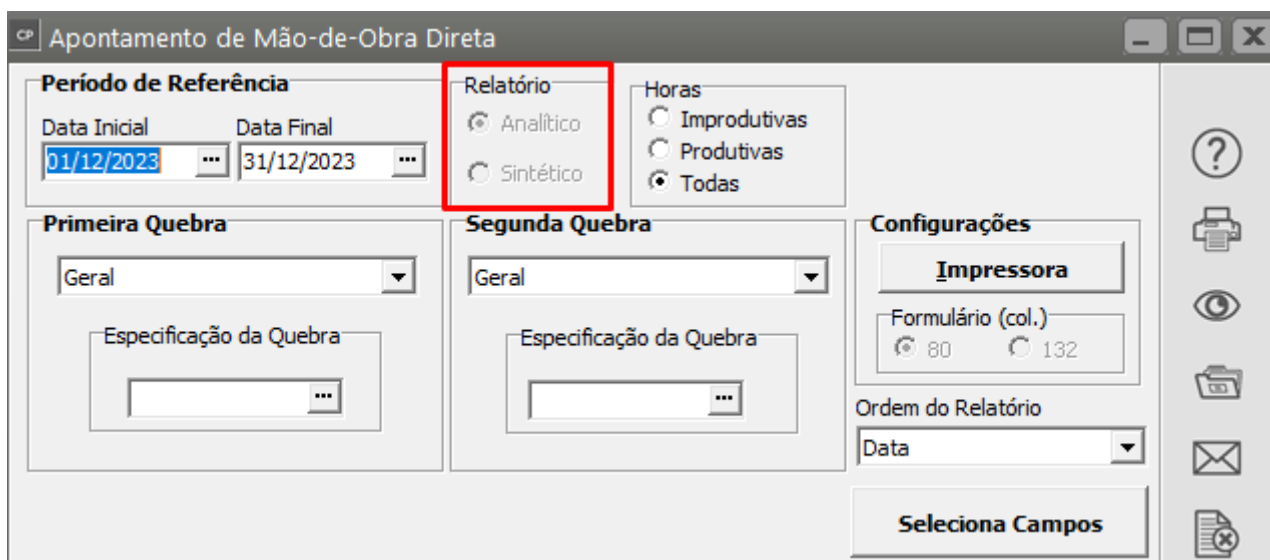 CP Apontamento de Mão-de-Obra Direta
Período de Referência
Data Inicial Data Final
01/12/2023 ... 31/12/2023 ...
Relatório
Analítico
Sintético
Horas
Improdutivas
Produtivas
Todas
Primeira Quebra
Geral
Especificação da Quebra
...
Segunda Quebra
Geral
Especificação da Quebra
...
Configurações
Impressora
Formulário (col.)
80 132
Ordem do Relatório
Data
Seleciona Campos